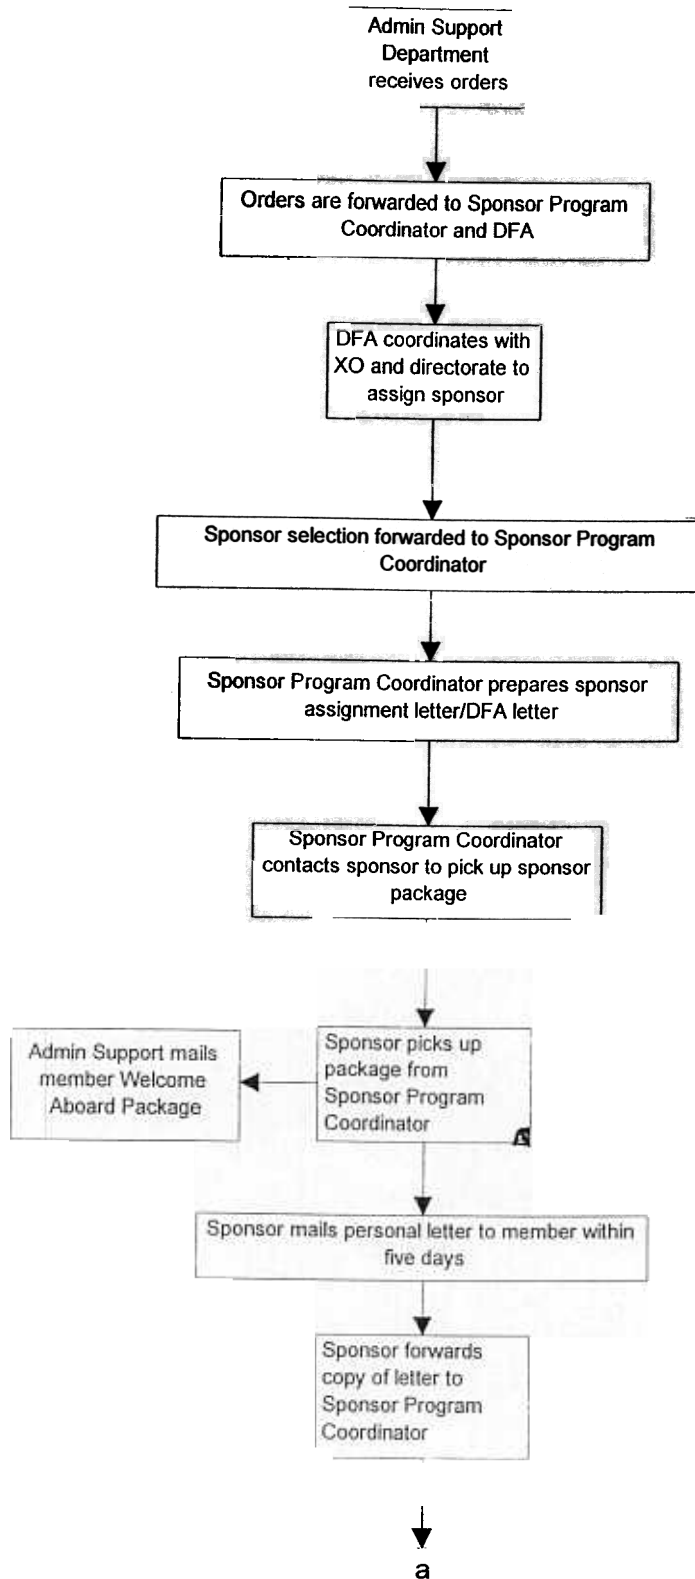 Admin Support
Department
receives orders
Orders are forwarded to Sponsor Program
Coordinator and DFA
DFA coordinates with
XO and directorate to
assign sponsor
Sponsor selection forwarded to Sponsor Program
Coordinator
Sponsor Program Coordinator prepares sponsor
assignment letter/DFA letter
Sponsor Program Coordinator
contacts sponsor to pick up sponsor
package
Admin Support mails
member Welcome
Aboard Package
Sponsor picks up
package from
Sponsor Program
Coordinator
Sponsor mails personal letter to member within
five days
Sponsor forwards
copy of letter to
Sponsor Program
Coordinator
a